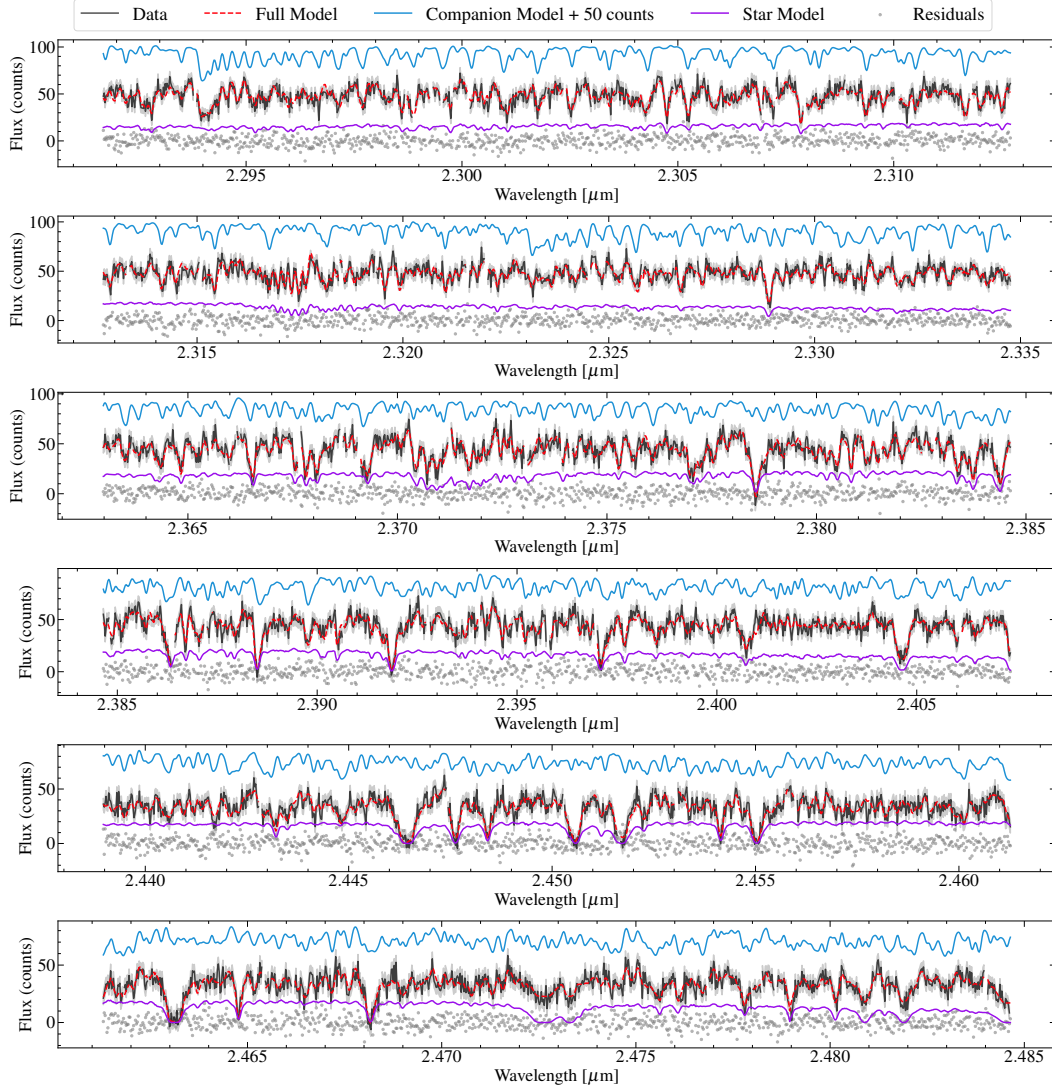 Data Full Model Companion Model + 50 counts Star Model Residuals
Flux (counts)
100
50
0
2.295 2.300 2.305 2.310
Wavelength [μm]
Flux (counts)
100
50
0
2.315 2.320 2.325 2.330 2.335
Wavelength [μm]
Flux (counts)
100
50
0
2.365 2.370 2.375 2.380 2.385
Wavelength [μm]
Flux (counts)
50
0
2.385 2.390 2.395 2.400 2.405
Wavelength [μm]
Flux (counts)
50
0
2.440 2.445 2.450 2.455 2.460
Wavelength [μm]
Flux (counts)
50
0
2.465 2.470 2.475 2.480 2.485
Wavelength [μm]